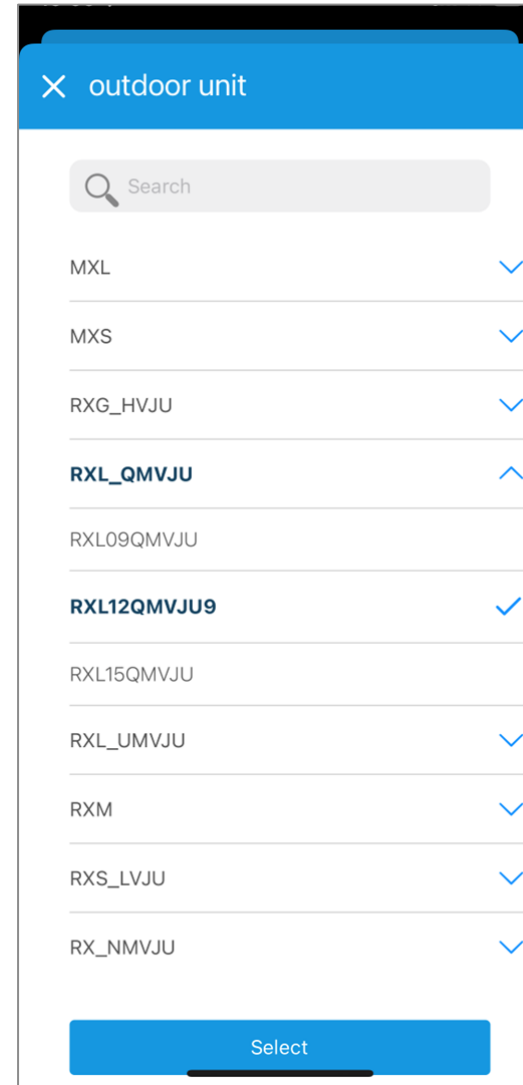 outdoor unit
Search
MXL
MXS
RXG_HVJU
RXL_QMVJU
RXL09QMVJU
RXL12QMVJU9
RXL15QMVJU
RXL_UMVJU
RXM
RXS_LVJU
RX_NMVJU
Select